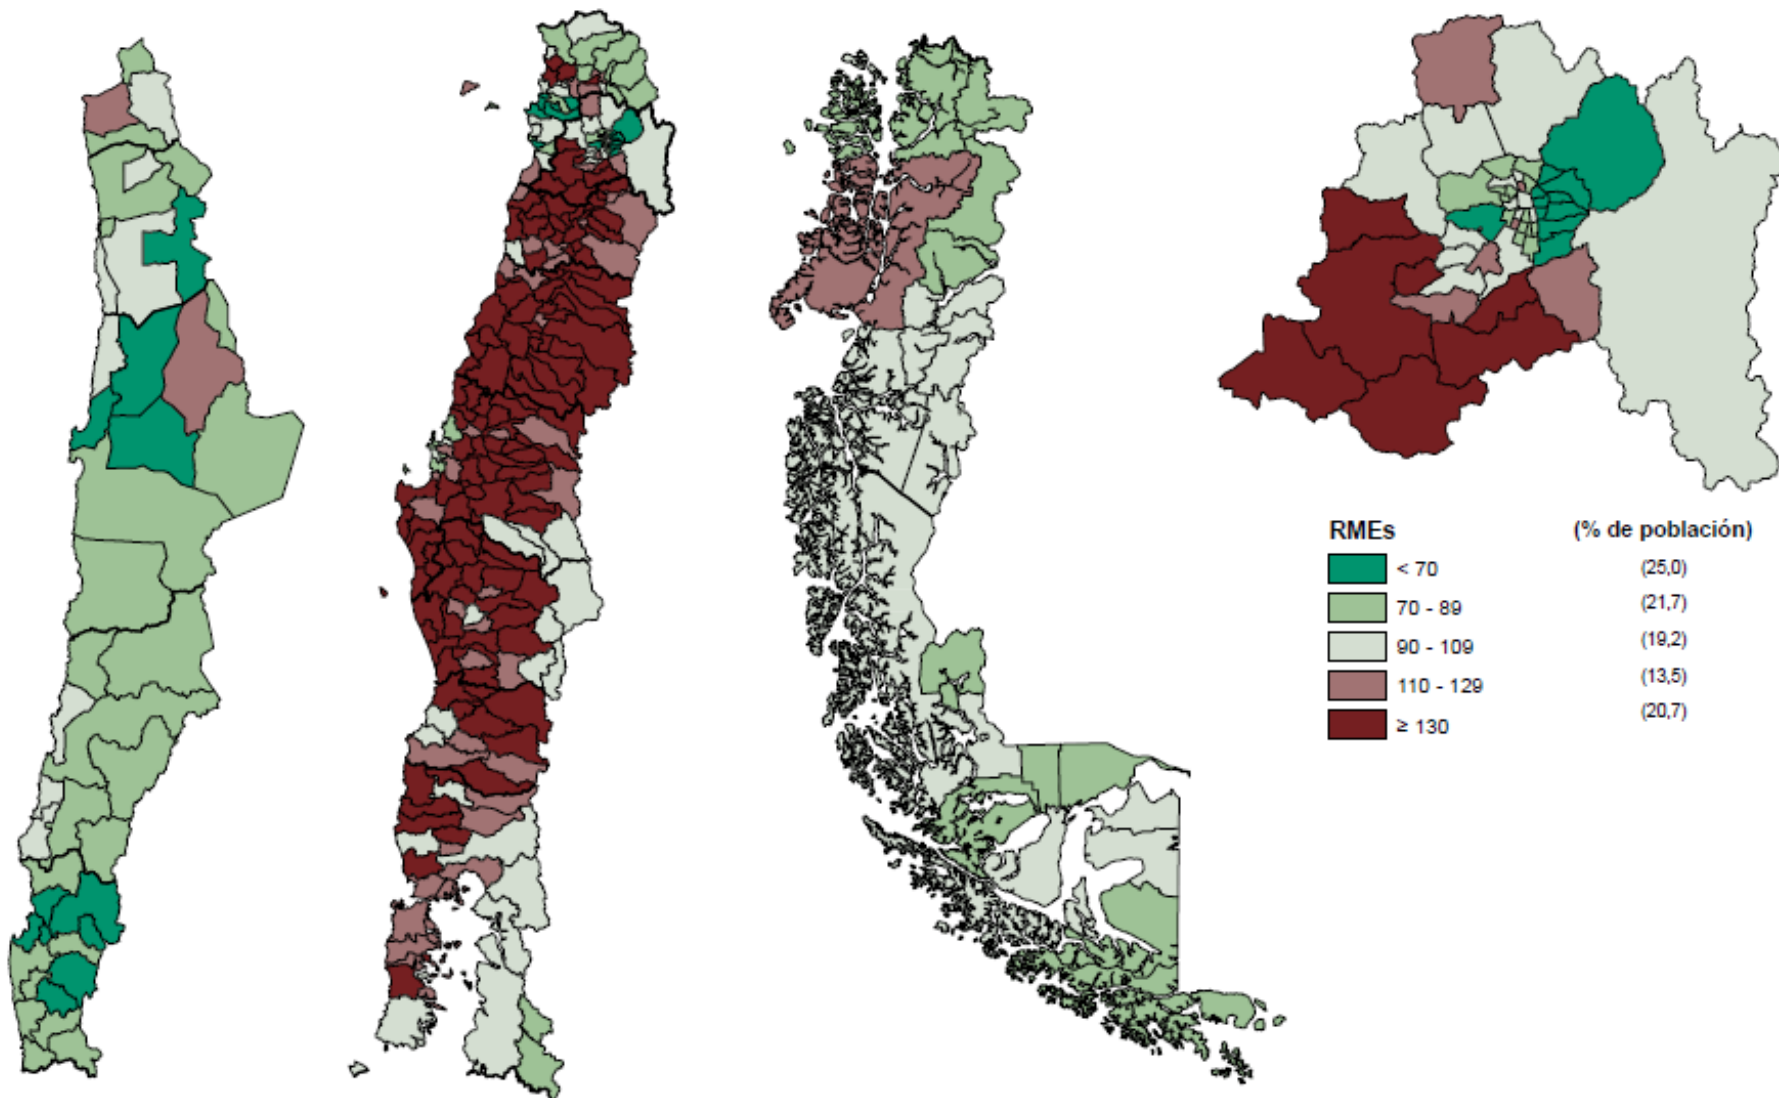 RMEs (% de población)
< 70 (25,0)
70 - 89 (21,7)
90 - 109 (19,2)
110 - 129 (13,5)
≥ 130 (20,7)